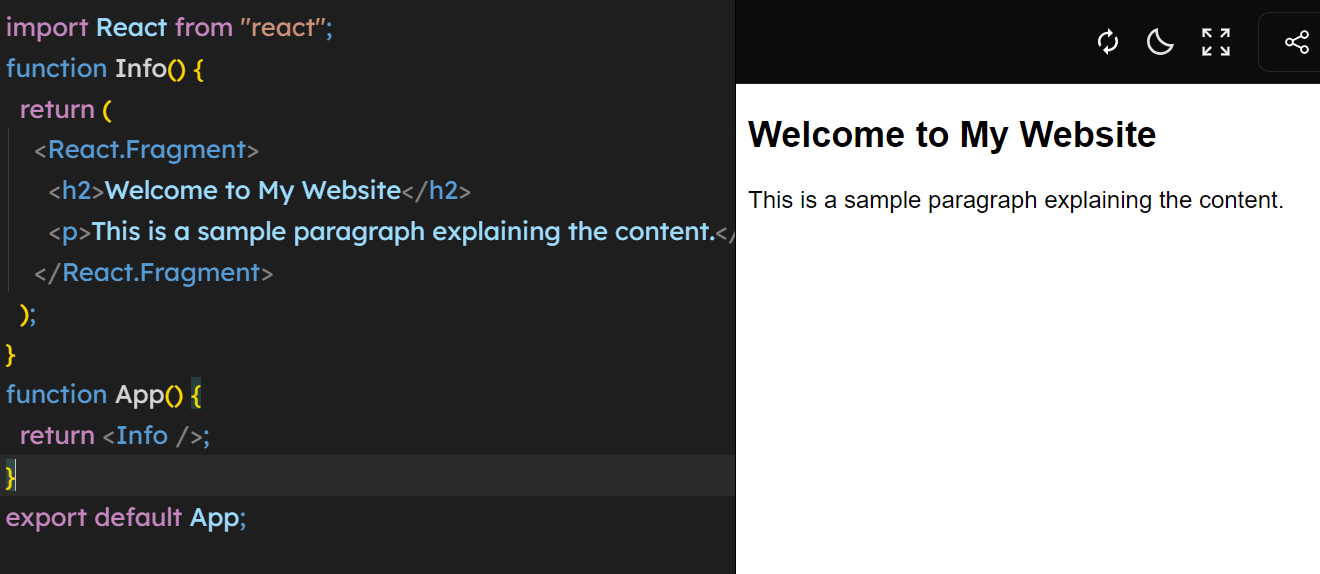 import React from "react";
function Info() {
return (
<React.Fragment>
<h2>Welcome to My Website</h2>
<p>This is a sample paragraph explaining the content.</
</React.Fragment>
);
}
function App() {
return <Info />;
}
export default App;
Welcome to My Website
This is a sample paragraph explaining the content.